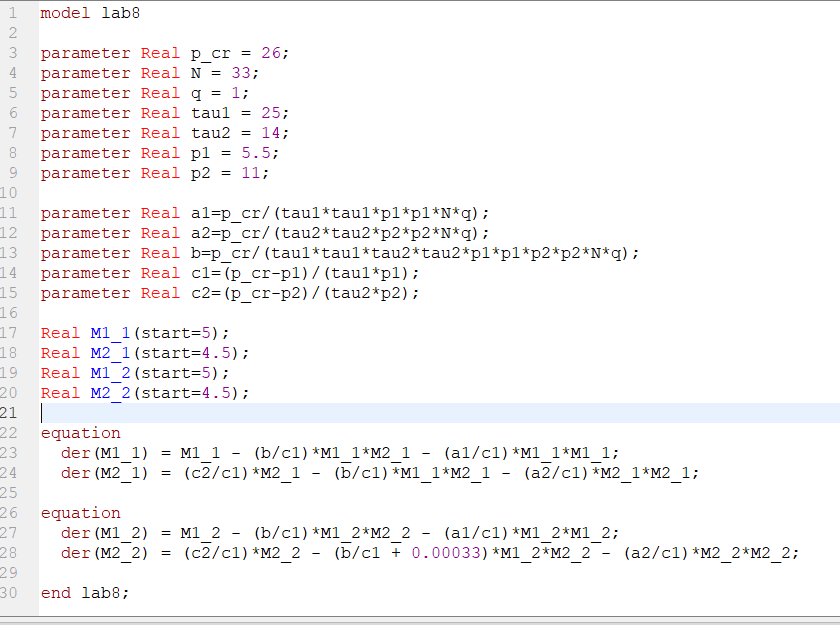 1 model lab8
2
3 parameter Real p_cr = 26;
4 parameter Real N = 33;
5 parameter Real q = 1;
6 parameter Real tau1 = 25;
7 parameter Real tau2 = 14;
8 parameter Real p1 = 5.5;
9 parameter Real p2 = 11;
10
11 parameter Real a1=p_cr/(tau1*tau1*p1*p1*N*q);
12 parameter Real a2=p_cr/(tau2*tau2*p2*p2*N*q);
13 parameter Real b=p_cr/(tau1*tau1*tau2*tau2*p1*p1*p2*p2*N*q);
14 parameter Real c1=(p_cr-p1)/(tau1*p1);
15 parameter Real c2=(p_cr-p2)/(tau2*p2);
16
17 Real M1_1(start=5);
18 Real M2_1(start=4.5);
19 Real M1_2(start=5);
20 Real M2_2(start=4.5);
21
22 equation
23 der(M1_1) = M1_1 - (b/c1)*M1_1*M2_1 - (a1/c1)*M1_1*M1_1;
24 der(M2_1) = (c2/c1)*M2_1 - (b/c1)*M1_1*M2_1 - (a2/c1)*M2_1*M2_1;
25
26 equation
27 der(M1_2) = M1_2 - (b/c1)*M1_2*M2_2 - (a1/c1)*M1_2*M1_2;
28 der(M2_2) = (c2/c1)*M2_2 - (b/c1 + 0.00033)*M1_2*M2_2 - (a2/c1)*M2_2*M2_2;
29
30 end lab8;